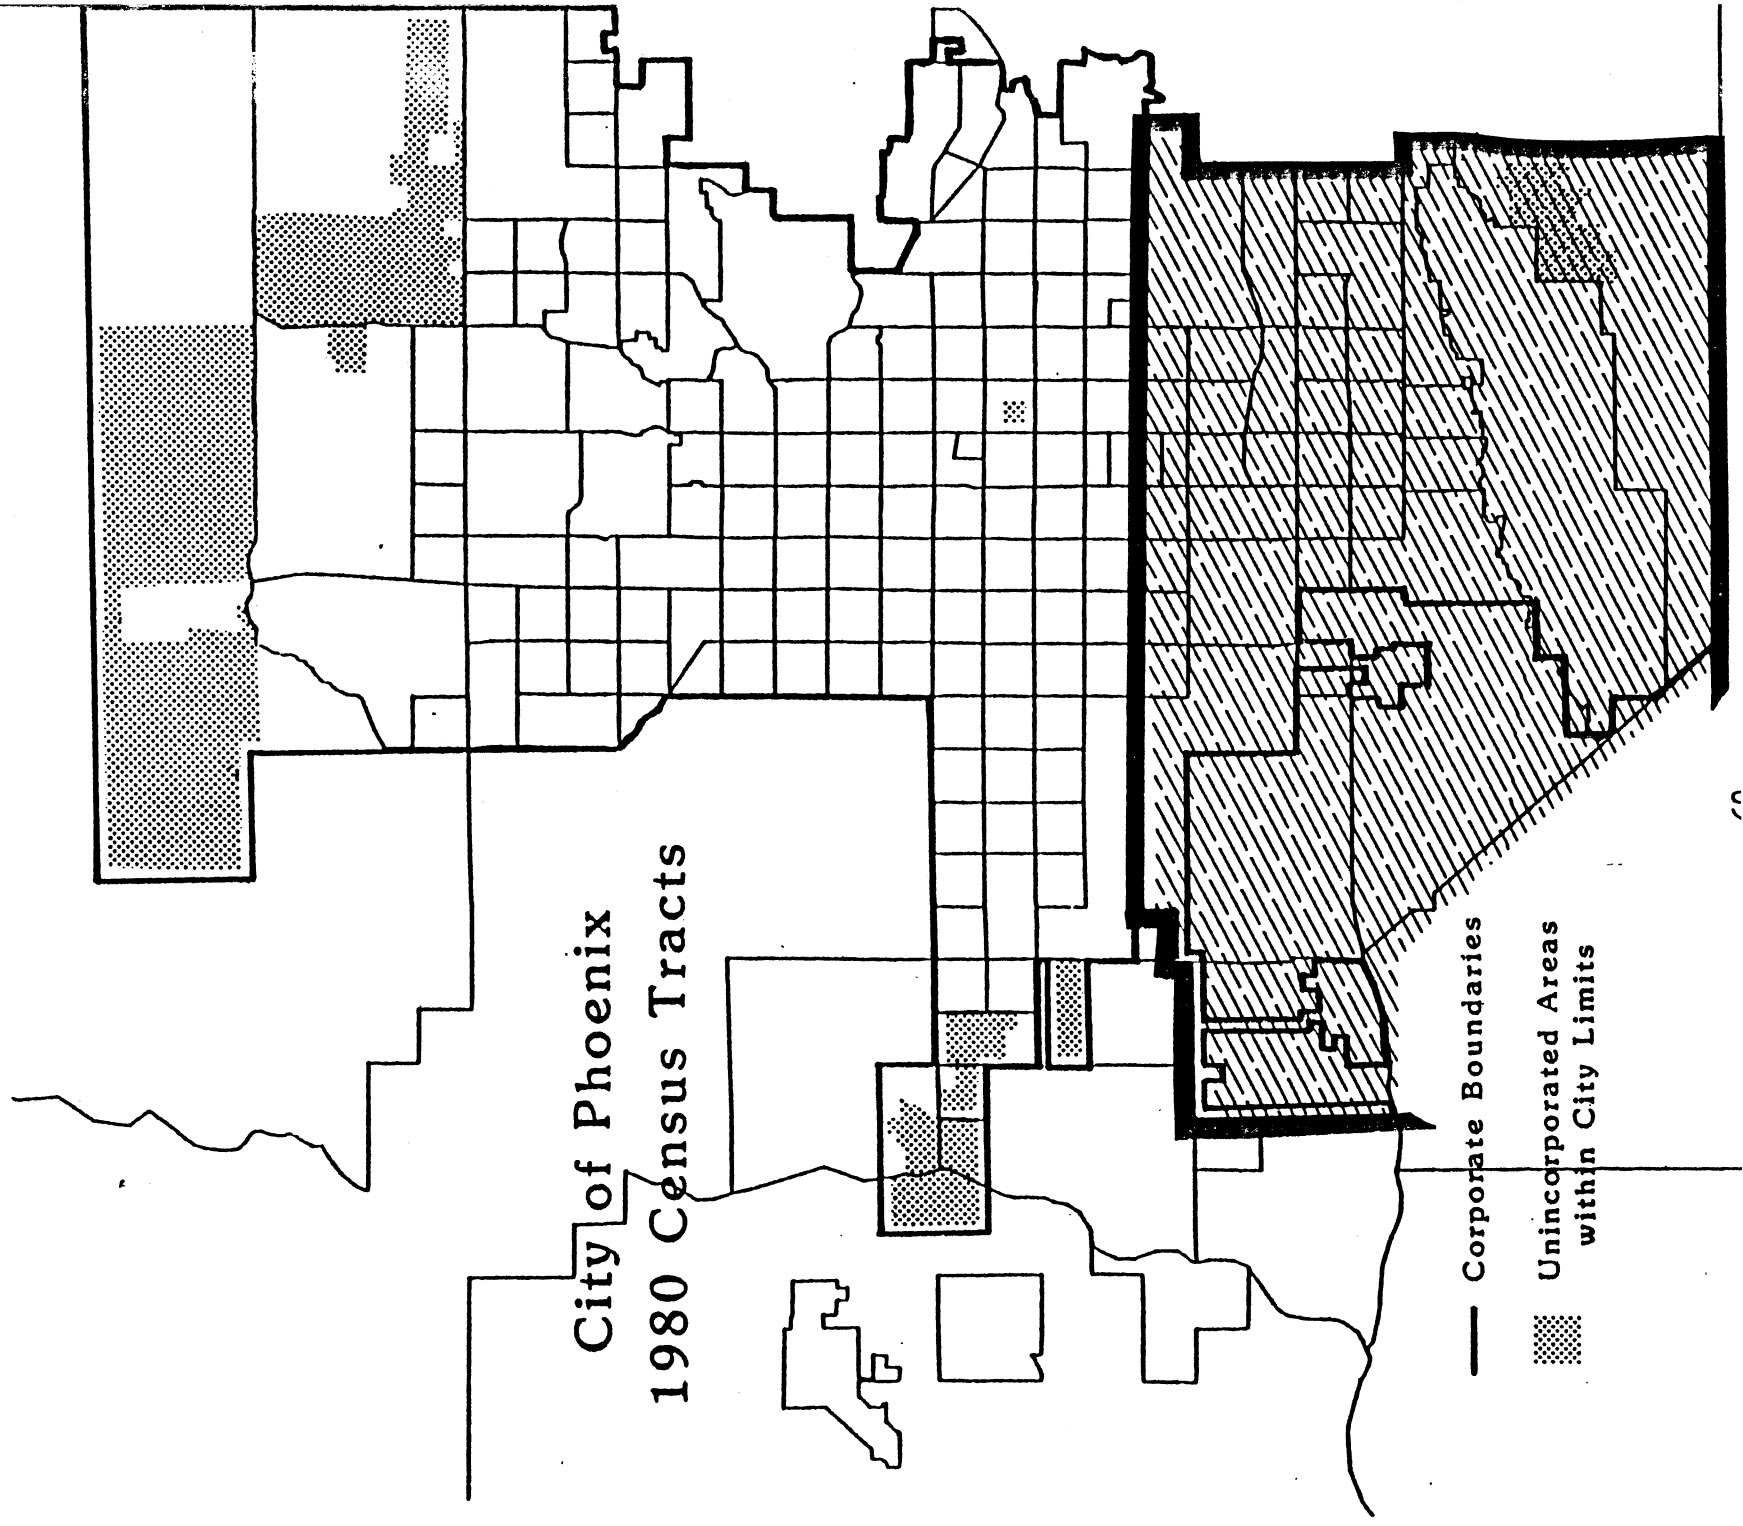 City of Phoenix
1980 Census Tracts
Corporate Boundaries
Unincorporated Areas
within City Limits